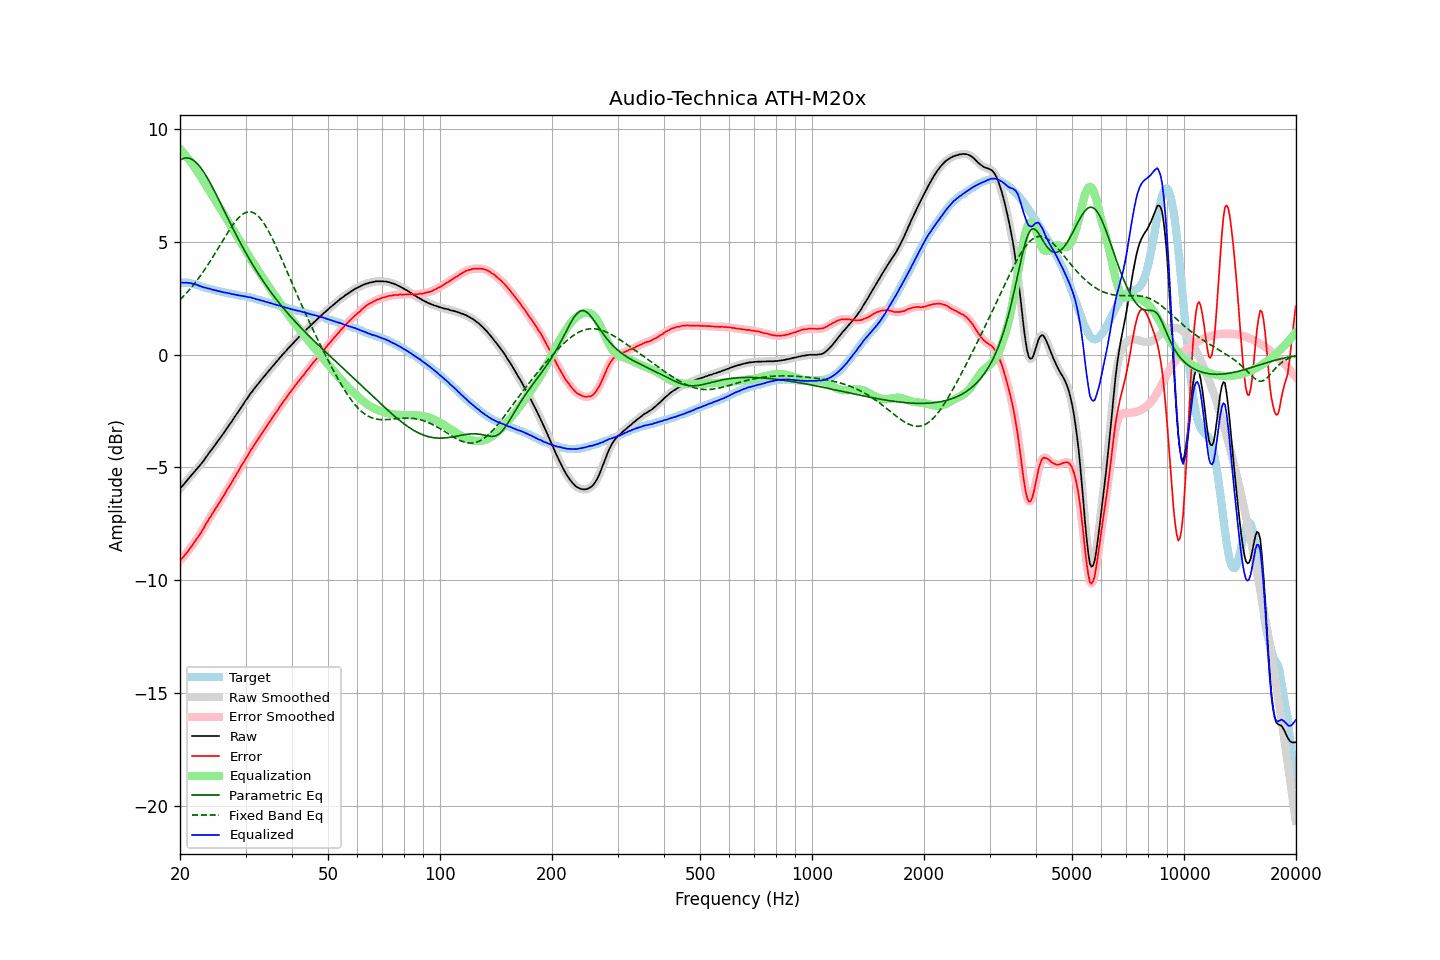 Audio-Technica ATH-M20x
10
5
0
−5
−10
−15
−20
Amplitude (dBr)
Target
Raw Smoothed
Error Smoothed
Raw
Error
Equalization
Parametric Eq
Fixed Band Eq
Equalized
20 50 100 200 500 1000 2000 5000 10000 20000
Frequency (Hz)